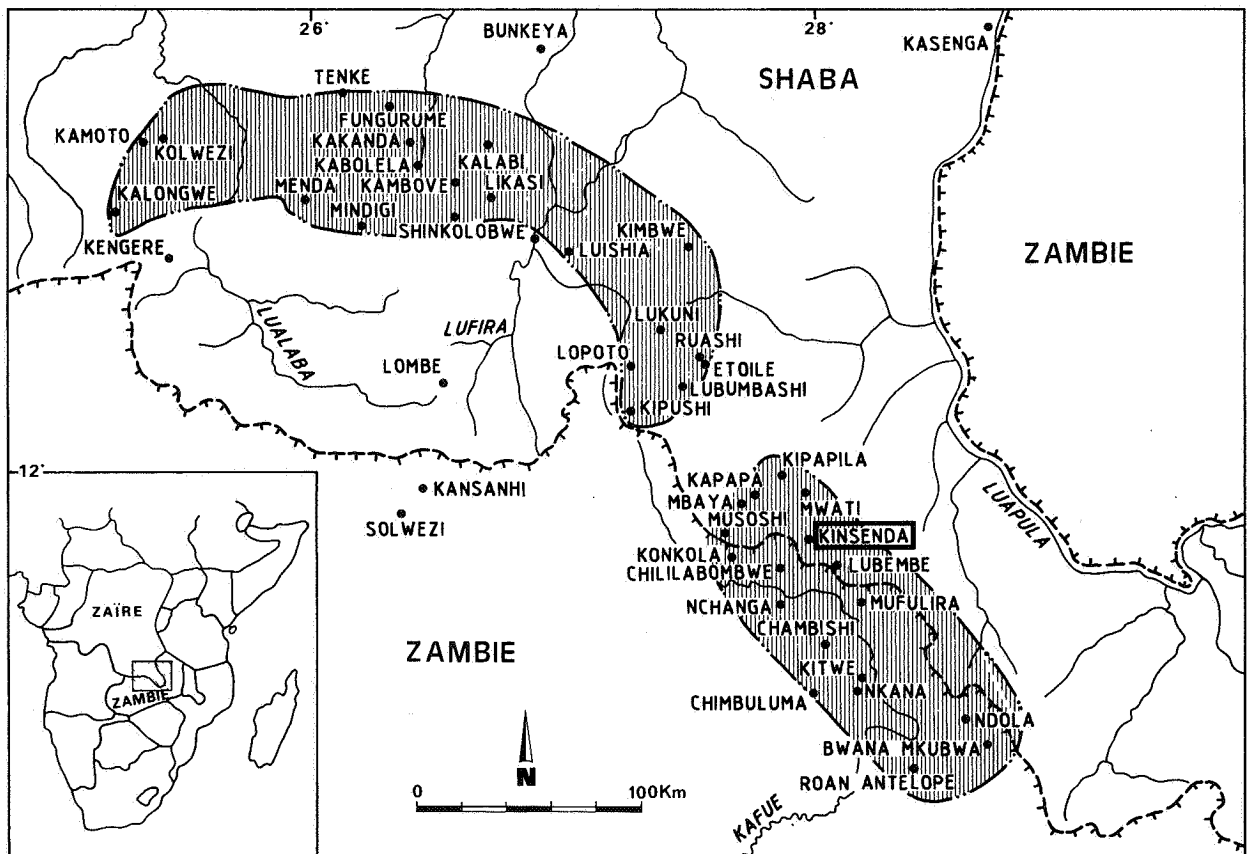 26°
28°
BUNKEYA
KASENGA
SHABA
TENKE
FUNGURUME
KAMOTO
KOLWEZI
KAKANDA
KABOLELA
KALABI
KALONGWE
MENDA
KAMBOVE
LIKASI
MINDIGI
SHINKOLOBWE
KIMBWE
KENGERE
LUISHIA
ZAMBIE
LUALABA
LUFIRA
LUKUNI
RUASHI
LOPOTO
ETOILE
LOMBE
LUBUMBASHI
KIPUSHI
12°
KIPAPILA
KANSANHI
KAPAPA
MBAYA
MWATI
SOLWEZI
MUSOSHI
KINSENDA
LUAPULA
KONKOLA
LUBEMBE
CHILILABOMBWE
NCHANGA
MUFULIRA
CHAMBISHI
ZAMBIE
KITWE
NKANA
CHIMBULUMA
NDOLA
BWANA MKUBWA
ROAN ANTELOPE
KAFUE
N
0
100Km
ZAÏRE
ZAMBIE